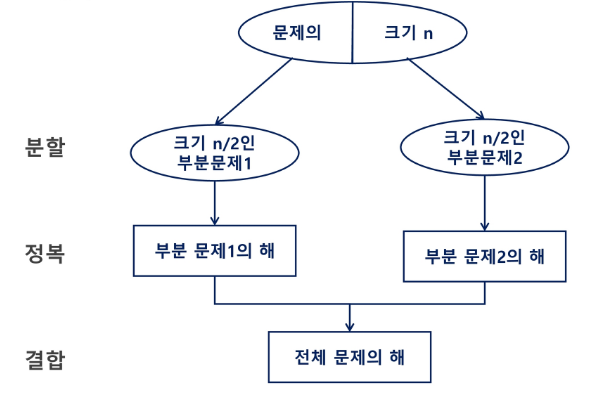 문제의 크기 n
분할
크기 n/2인
부분문제1
크기 n/2인
부분문제2
정복
부분 문제1의 해
부분 문제2의 해
결합
전체 문제의 해